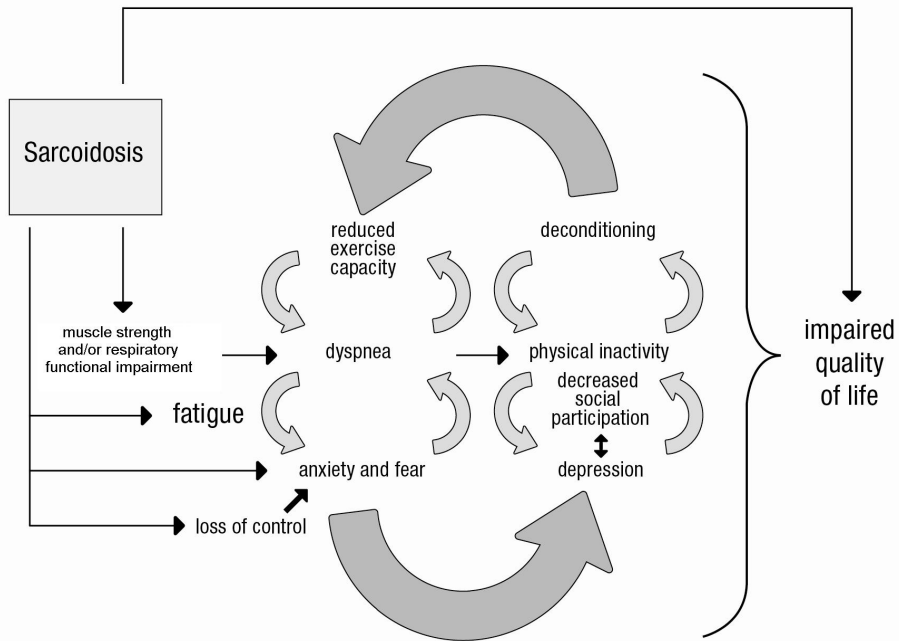 Sarcoidosis
reduced
exercise
capacity
deconditioning
muscle strength
and/or respiratory
functional impairment
dyspnea
physical inactivity
decreased
social
participation
fatigue
anxiety and fear
depression
loss of control
impaired
quality
of life